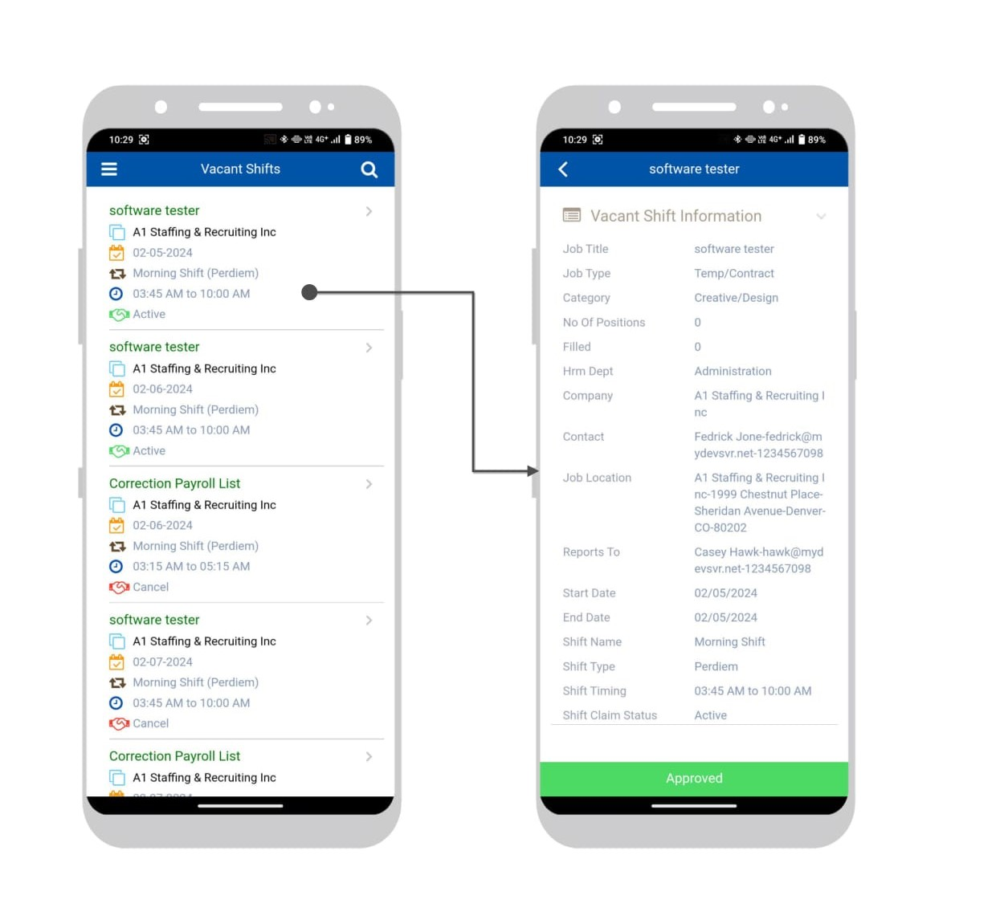 10:29 4G+ 89%
Vacant Shifts
software tester
A1 Staffing & Recruiting Inc
02-05-2024
Morning Shift (Perdiem)
03:45 AM to 10:00 AM
Active
software tester
A1 Staffing & Recruiting Inc
02-06-2024
Morning Shift (Perdiem)
03:45 AM to 10:00 AM
Active
Correction Payroll List
A1 Staffing & Recruiting Inc
02-06-2024
Morning Shift (Perdiem)
03:15 AM to 05:15 AM
Cancel
software tester
A1 Staffing & Recruiting Inc
02-07-2024
Morning Shift (Perdiem)
03:45 AM to 10:00 AM
Cancel
Correction Payroll List
A1 Staffing & Recruiting Inc
10:29 4G+ 89%
software tester
Vacant Shift Information
Job Title software tester
Job Type Temp/Contract
Category Creative/Design
No Of Positions 0
Filled 0
Hrm Dept Administration
Company A1 Staffing & Recruiting I
nc
Contact Fedrick Jone-fedrick@m
ydevsvr.net-1234567098
Job Location A1 Staffing & Recruiting I
nc-1999 Chestnut Place-
Sheridan Avenue-Denver-
CO-80202
Reports To Casey Hawk-hawk@myd
evsvr.net-1234567098
Start Date 02/05/2024
End Date 02/05/2024
Shift Name Morning Shift
Shift Type Perdiem
Shift Timing 03:45 AM to 10:00 AM
Shift Claim Status Active
Approved